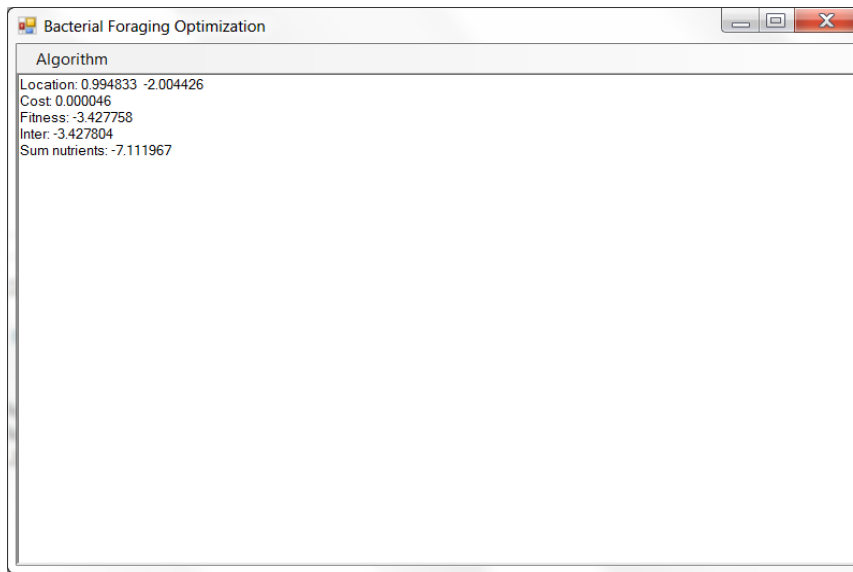 Bacterial Foraging Optimization
Algorithm
Location: 0.994833 -2.004426
Cost: 0.000046
Fitness: -3.427758
Inter: -3.427804
Sum nutrients: -7.111967